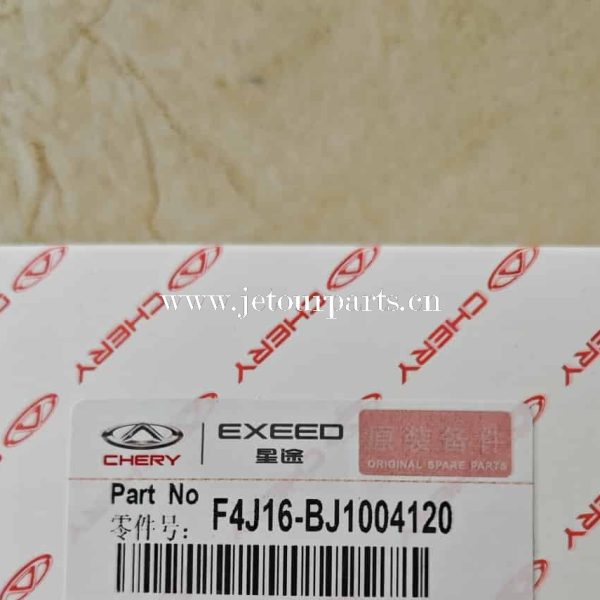 CHERY
CHERY
CHERY
www.jetourparts.cn
CHERY
CHERY
CHERY EXEED 星途 原装备件 ORIGINAL SPARE PARTS
Part No
零件号: F4J16-BJ1004120